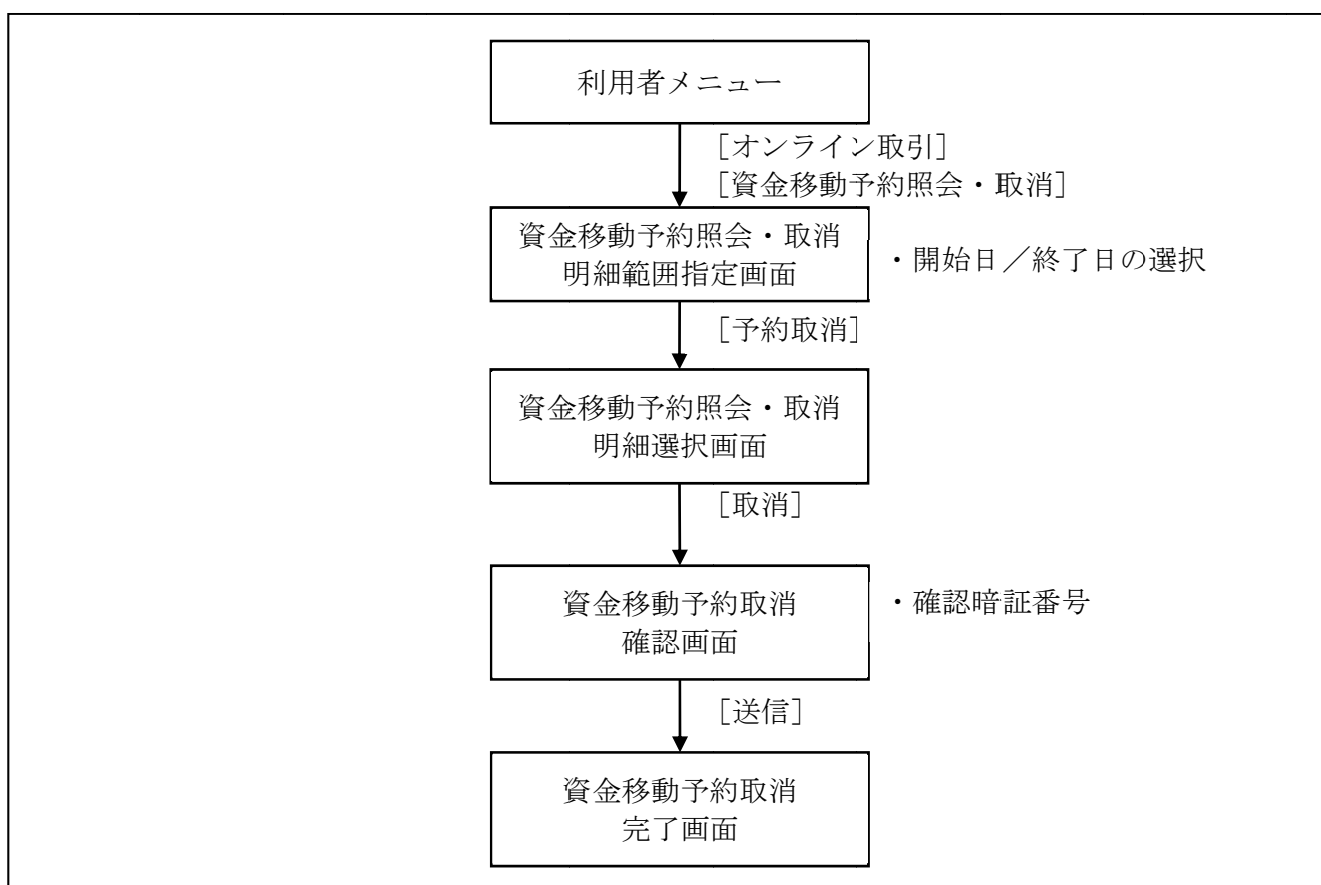 利用者メニュー
［オンライン取引］
［資金移動予約照会・取消］
資金移動予約照会・取消
明細範囲指定画面
・開始日／終了日の選択
［予約取消］
資金移動予約照会・取消
明細選択画面
［取消］
資金移動予約取消
確認画面
・確認暗証番号
［送信］
資金移動予約取消
完了画面